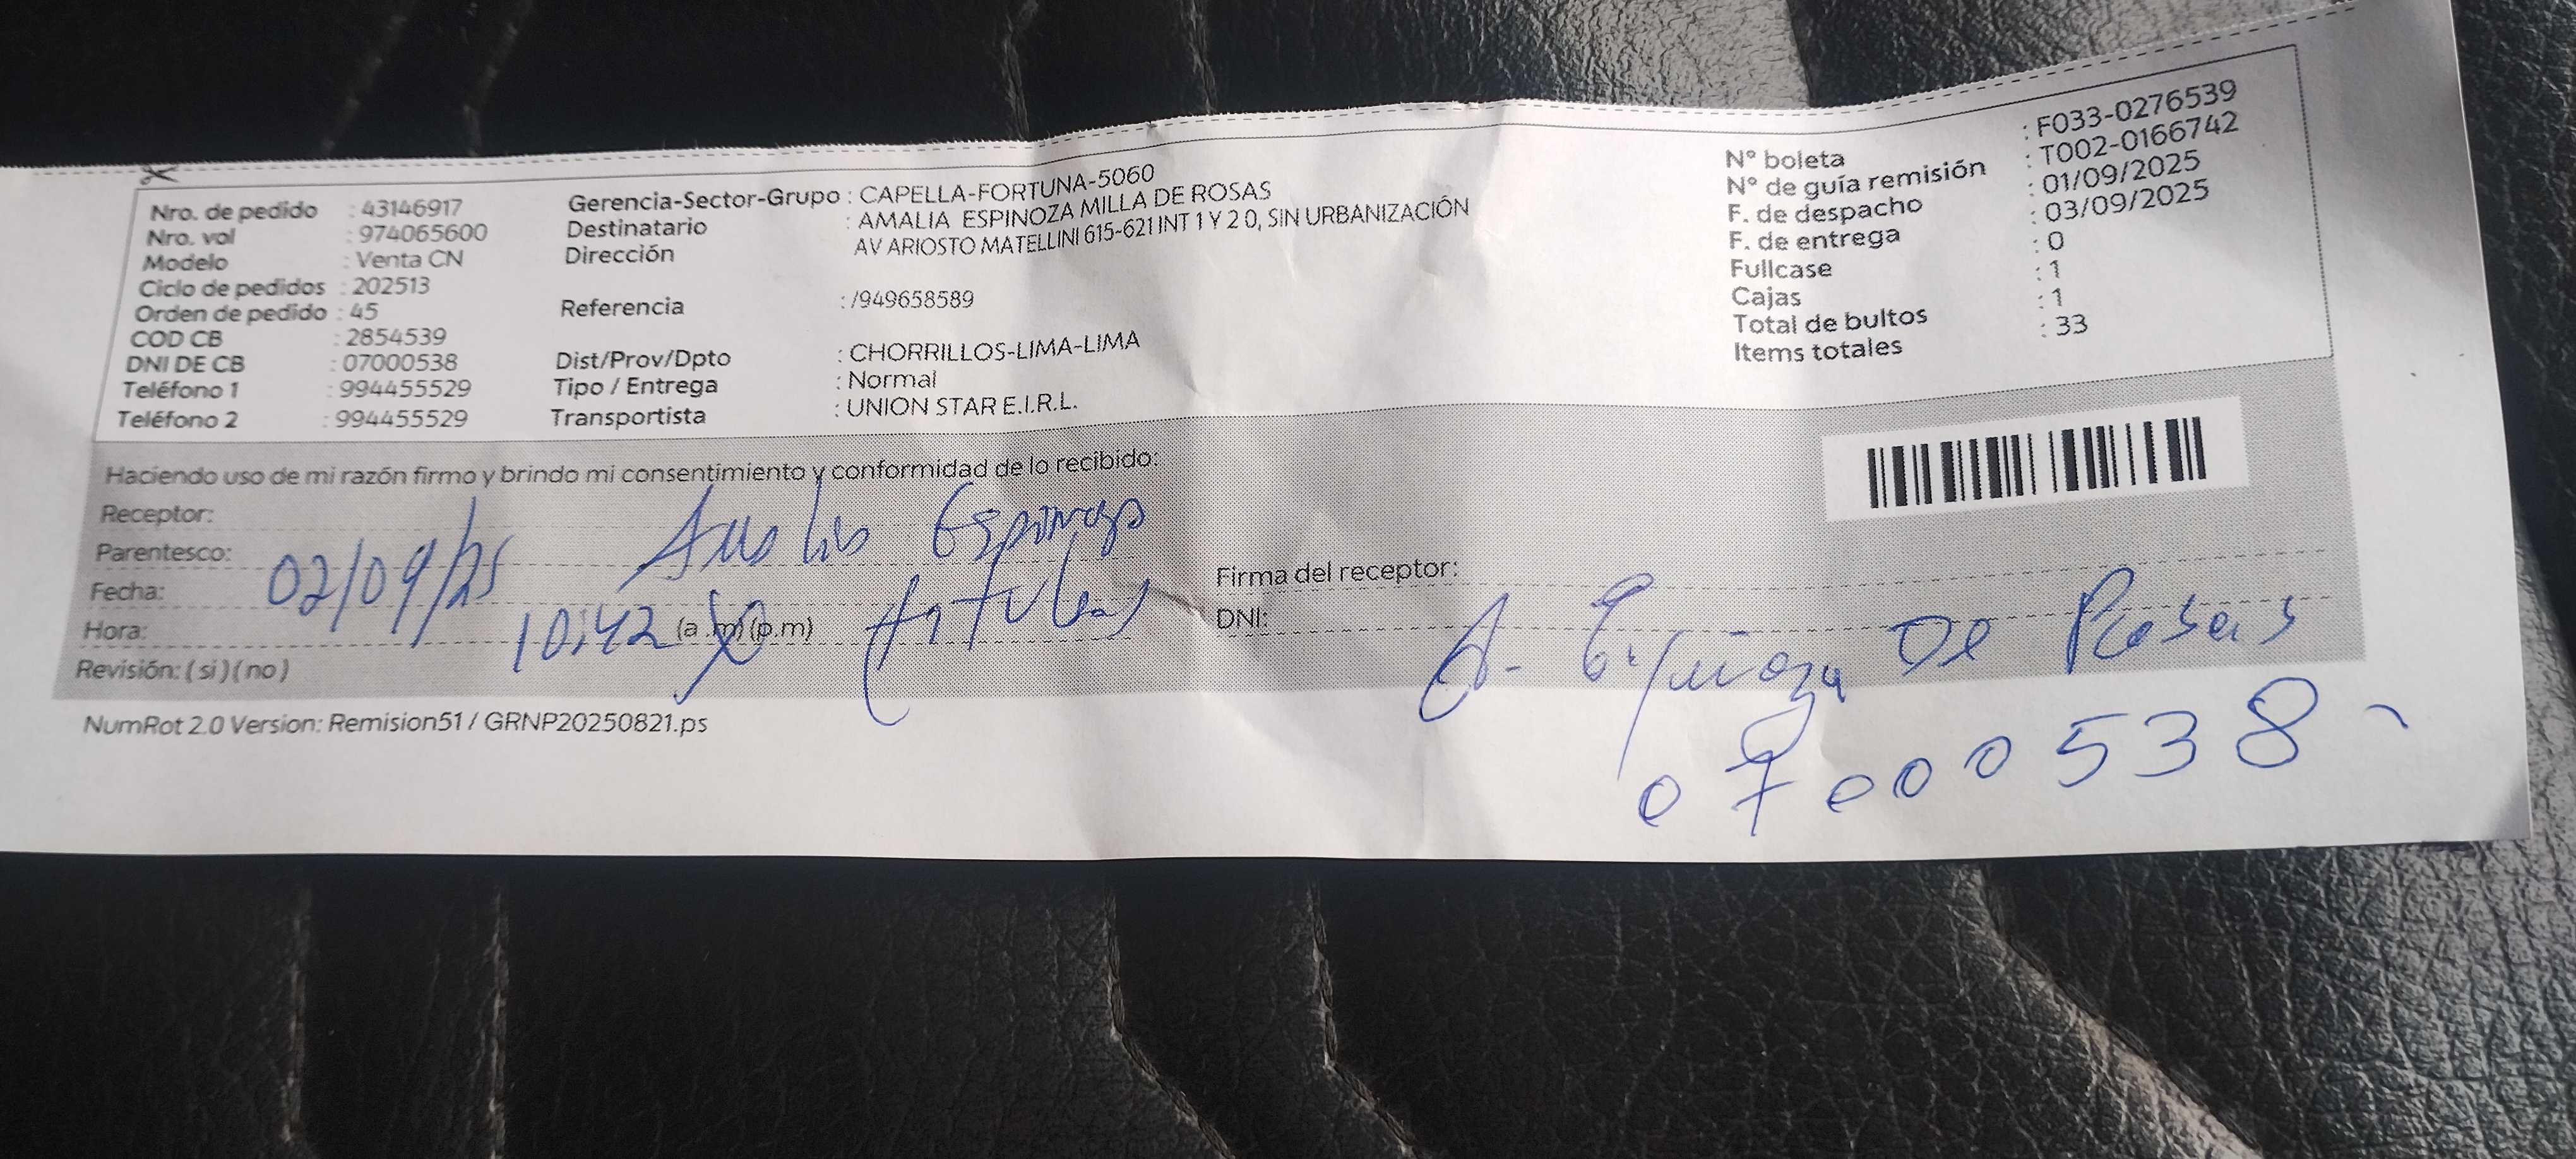 Nro. de pedido : 43146917
Nro. vol : 974065600
Modelo : Venta CN
Ciclo de pedidos : 202513
Orden de pedido : 45
COD CB : 2854539
DNI DE CB : 07000538
Teléfono 1 : 994455529
Teléfono 2 : 994455529
Gerencia-Sector-Grupo : CAPELLA-FORTUNA-5060
Destinatario : AMALIA ESPINOZA MILLA DE ROSAS
Dirección AV ARIOSTO MATELLINI 615-621 INT 1 Y 2 0, SIN URBANIZACIÓN
Referencia : /949658589
Dist/Prov/Dpto : CHORRILLOS-LIMA-LIMA
Tipo / Entrega : Normal
Transportista : UNION STAR E.I.R.L.
N° boleta : F033-0276539
N° de guía remisión : T002-0166742
F. de despacho : 01/09/2025
F. de entrega : 03/09/2025
Fullcase : 0
Cajas : 1
Total de bultos : 1
Items totales : 33
Haciendo uso de mi razón firmo y brindo mi consentimiento y conformidad de lo recibido:
Receptor: Espinoza
Parentesco:
Fecha: 02/09/25
Hora: 10:42 (a .m) (p.m)
Revisión: ( si ) ( no )
Firma del receptor: A. Espinoza De Rosas
DNI: 07000538
NumRot 2.0 Version: Remision51 / GRNP20250821.ps